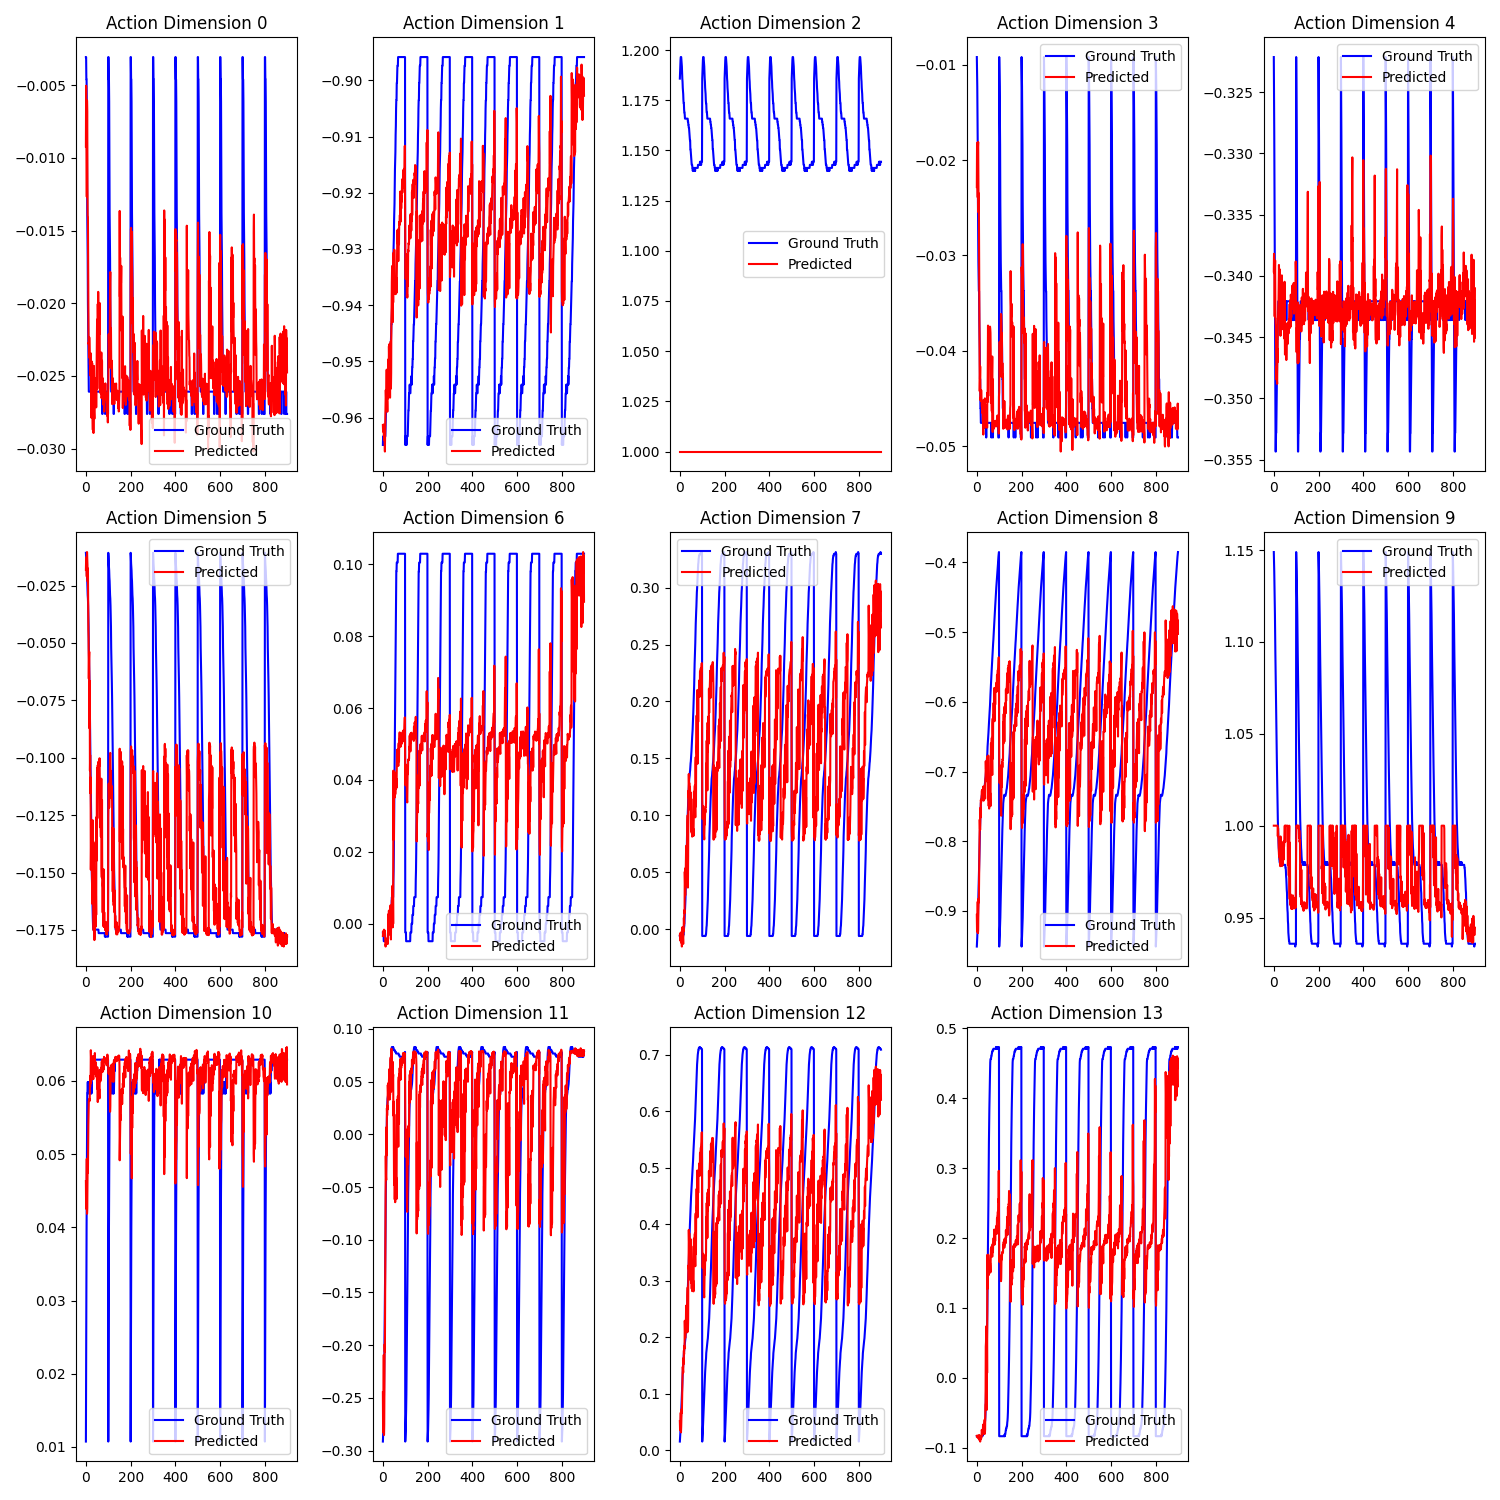 Action Dimension 0
−0.005
−0.010
−0.015
−0.020
−0.025
−0.030
0 200 400 600 800
Ground Truth
Predicted
Action Dimension 1
−0.90
−0.91
−0.92
−0.93
−0.94
−0.95
−0.96
0 200 400 600 800
Ground Truth
Predicted
Action Dimension 2
1.200
1.175
1.150
1.125
1.100
1.075
1.050
1.025
1.000
0 200 400 600 800
Ground Truth
Predicted
Action Dimension 3
−0.01
−0.02
−0.03
−0.04
−0.05
0 200 400 600 800
Ground Truth
Predicted
Action Dimension 4
−0.325
−0.330
−0.335
−0.340
−0.345
−0.350
−0.355
0 200 400 600 800
Ground Truth
Predicted
Action Dimension 5
−0.025
−0.050
−0.075
−0.100
−0.125
−0.150
−0.175
0 200 400 600 800
Ground Truth
Predicted
Action Dimension 6
0.10
0.08
0.06
0.04
0.02
0.00
0 200 400 600 800
Ground Truth
Predicted
Action Dimension 7
0.30
0.25
0.20
0.15
0.10
0.05
0.00
0 200 400 600 800
Ground Truth
Predicted
Action Dimension 8
−0.4
−0.5
−0.6
−0.7
−0.8
−0.9
0 200 400 600 800
Ground Truth
Predicted
Action Dimension 9
1.15
1.10
1.05
1.00
0.95
0 200 400 600 800
Ground Truth
Predicted
Action Dimension 10
0.06
0.05
0.04
0.03
0.02
0.01
0 200 400 600 800
Ground Truth
Predicted
Action Dimension 11
0.10
0.05
0.00
−0.05
−0.10
−0.15
−0.20
−0.25
−0.30
0 200 400 600 800
Ground Truth
Predicted
Action Dimension 12
0.7
0.6
0.5
0.4
0.3
0.2
0.1
0.0
0 200 400 600 800
Ground Truth
Predicted
Action Dimension 13
0.5
0.4
0.3
0.2
0.1
0.0
−0.1
0 200 400 600 800
Ground Truth
Predicted